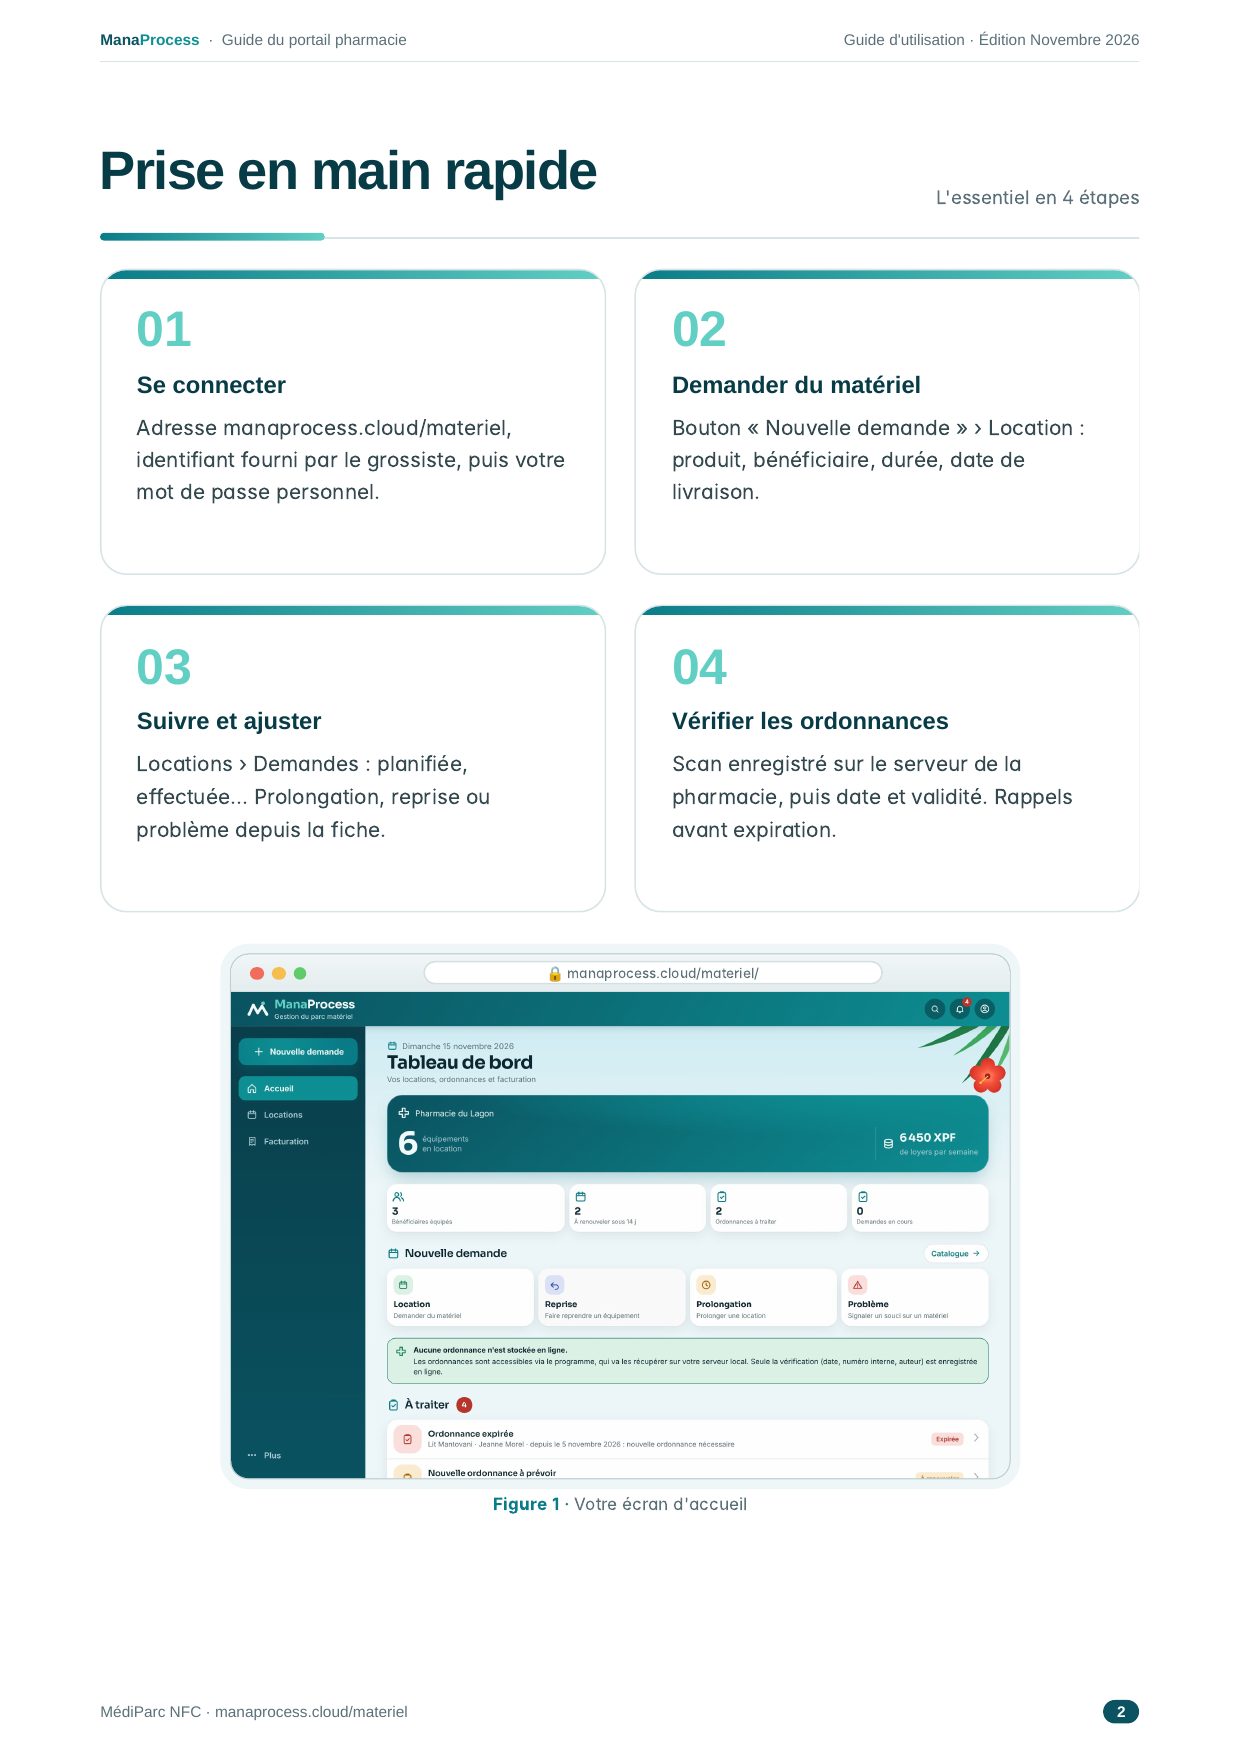 ManaProcess · Guide du portail pharmacie
Guide d'utilisation · Édition Novembre 2026
Prise en main rapide
L'essentiel en 4 étapes
01
Se connecter
Adresse manaprocess.cloud/materiel,
identifiant fourni par le grossiste, puis votre
mot de passe personnel.
02
Demander du matériel
Bouton « Nouvelle demande » › Location :
produit, bénéficiaire, durée, date de
livraison.
03
Suivre et ajuster
Locations › Demandes : planifiée,
effectuée… Prolongation, reprise ou
problème depuis la fiche.
04
Vérifier les ordonnances
Scan enregistré sur le serveur de la
pharmacie, puis date et validité. Rappels
avant expiration.
manaprocess.cloud/materiel/
ManaProcess
Gestion du parc matériel
4
Nouvelle demande
Accueil
Locations
Facturation
Plus
Dimanche 15 novembre 2026
Tableau de bord
Vos locations, ordonnances et facturation
Pharmacie du Lagon
6 équipements
en location
6 450 XPF
de loyers par semaine
3
Bénéficiaires équipés
2
À renouveler sous 14 j
2
Ordonnances à traiter
0
Demandes en cours
Nouvelle demande
Catalogue →
Location
Demander du matériel
Reprise
Faire reprendre un équipement
Prolongation
Prolonger une location
Problème
Signaler un souci sur un matériel
Aucune ordonnance n'est stockée en ligne.
Les ordonnances sont accessibles via le programme, qui va les récupérer sur votre serveur local. Seule la vérification (date, numéro interne, auteur) est enregistrée
en ligne.
À traiter 4
Ordonnance expirée
Lit Mantovani · Jeanne Morel · depuis le 5 novembre 2026 : nouvelle ordonnance nécessaire
Expirée
Nouvelle ordonnance à prévoir
Figure 1 · Votre écran d'accueil
MédiParc NFC · manaprocess.cloud/materiel
2